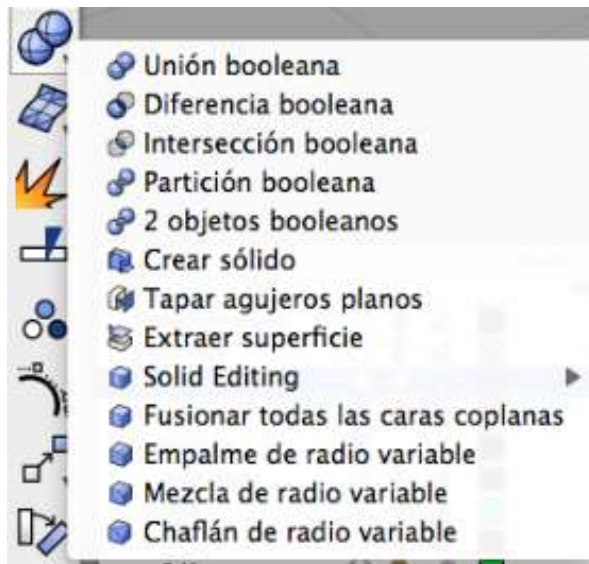 Unión booleana
Diferencia booleana
Intersección booleana
Partición booleana
2 objetos booleanos
Crear sólido
Tapar agujeros planos
Extraer superficie
Solid Editing
Fusionar todas las caras coplanas
Empalme de radio variable
Mezcla de radio variable
Chaflán de radio variable